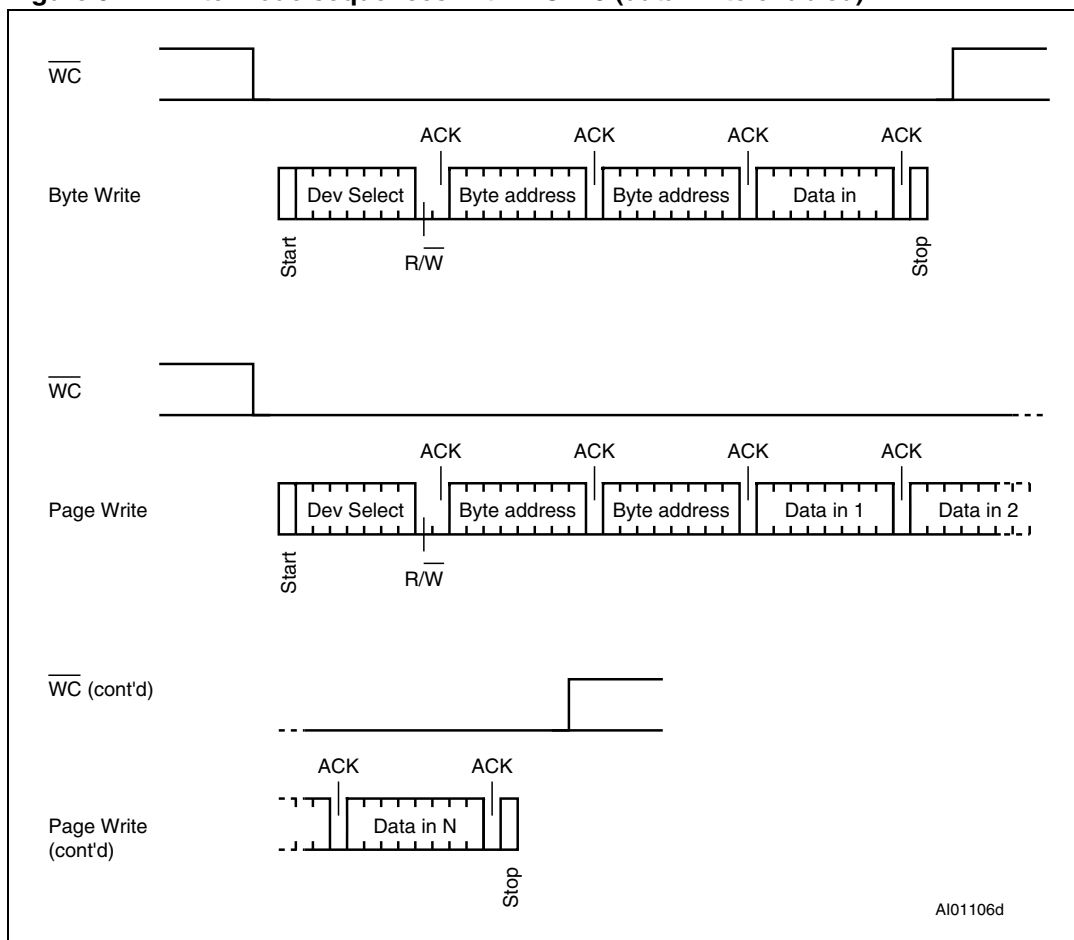 WC
ACK ACK ACK ACK
Byte Write Dev Select Byte address Byte address Data in
Start R/W Stop
WC
ACK ACK ACK ACK
Page Write Dev Select Byte address Byte address Data in 1 Data in 2
Start R/W
WC (cont'd)
ACK ACK
Page Write Data in N
(cont'd)
Stop
AI01106d